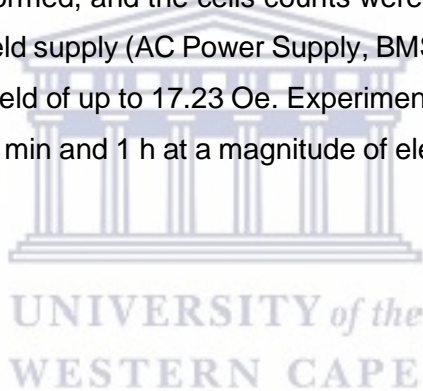 ormed, and the cells counts were
eld supply (AC Power Supply, BMS
eld of up to 17.23 Oe. Experimen
min and 1 h at a magnitude of ele
UNIVERSITY of the
WESTERN CAPE